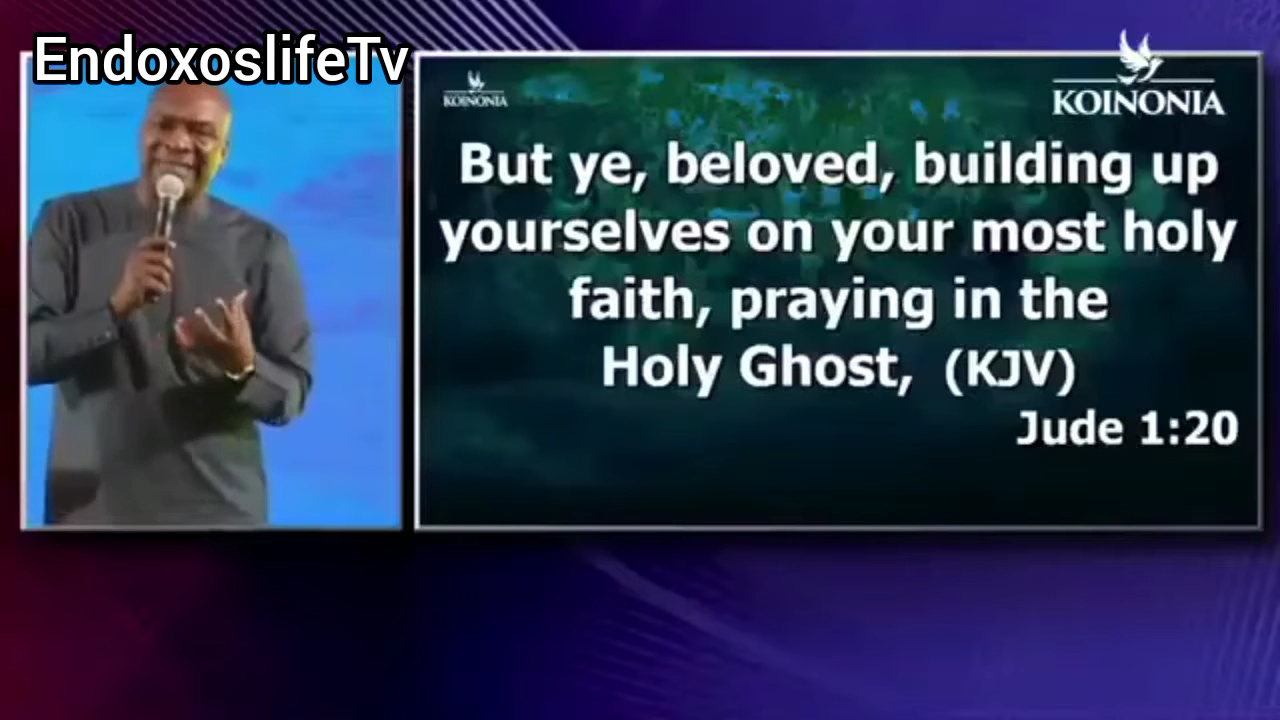 EndoxoslifeTv
KOINONIA
KOINONIA
But ye, beloved, building up
yourselves on your most holy
faith, praying in the
Holy Ghost, (KJV)
Jude 1:20